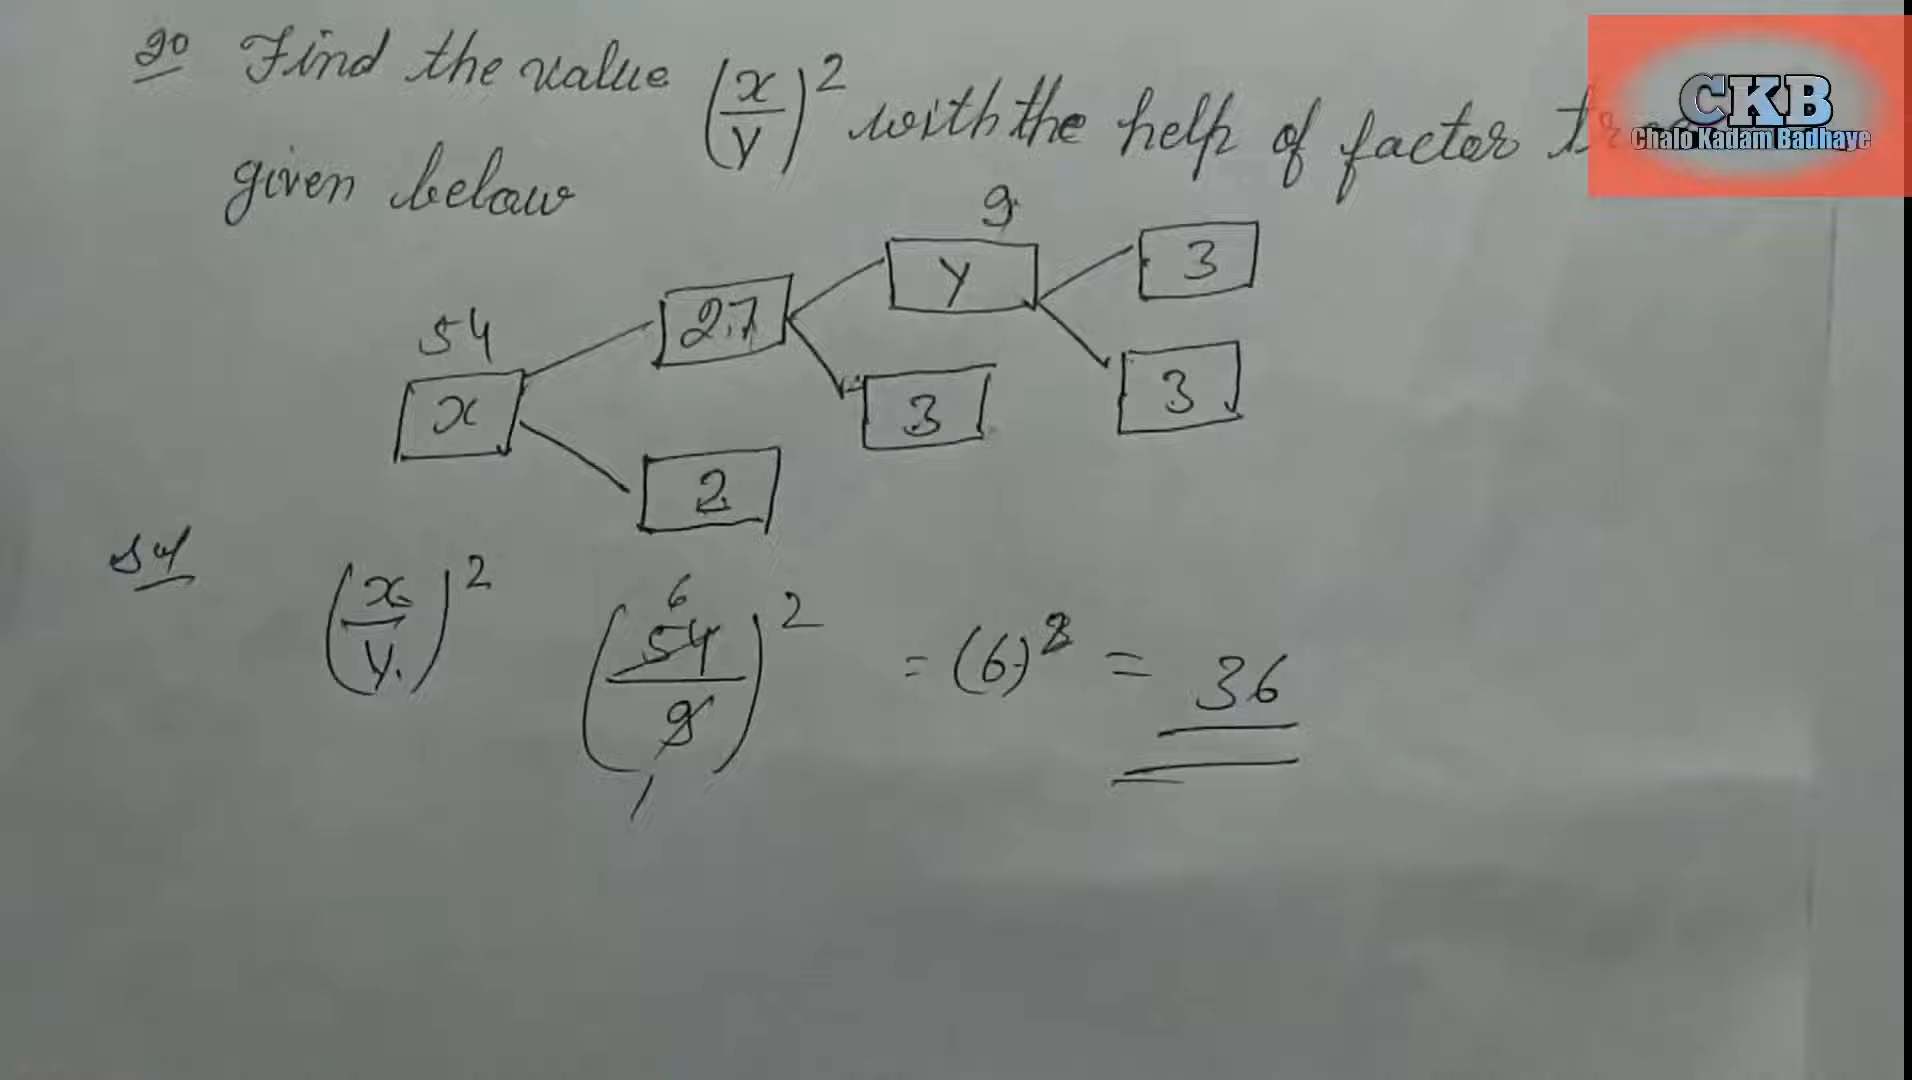 20 Find the value (x/y)² with the help of factor
given below
CKB
Chalo Kadam Badhaye
9
y
3
27
54
x
3
3
2
(x/y)² (54/9)² = (6)² = 36
6
1